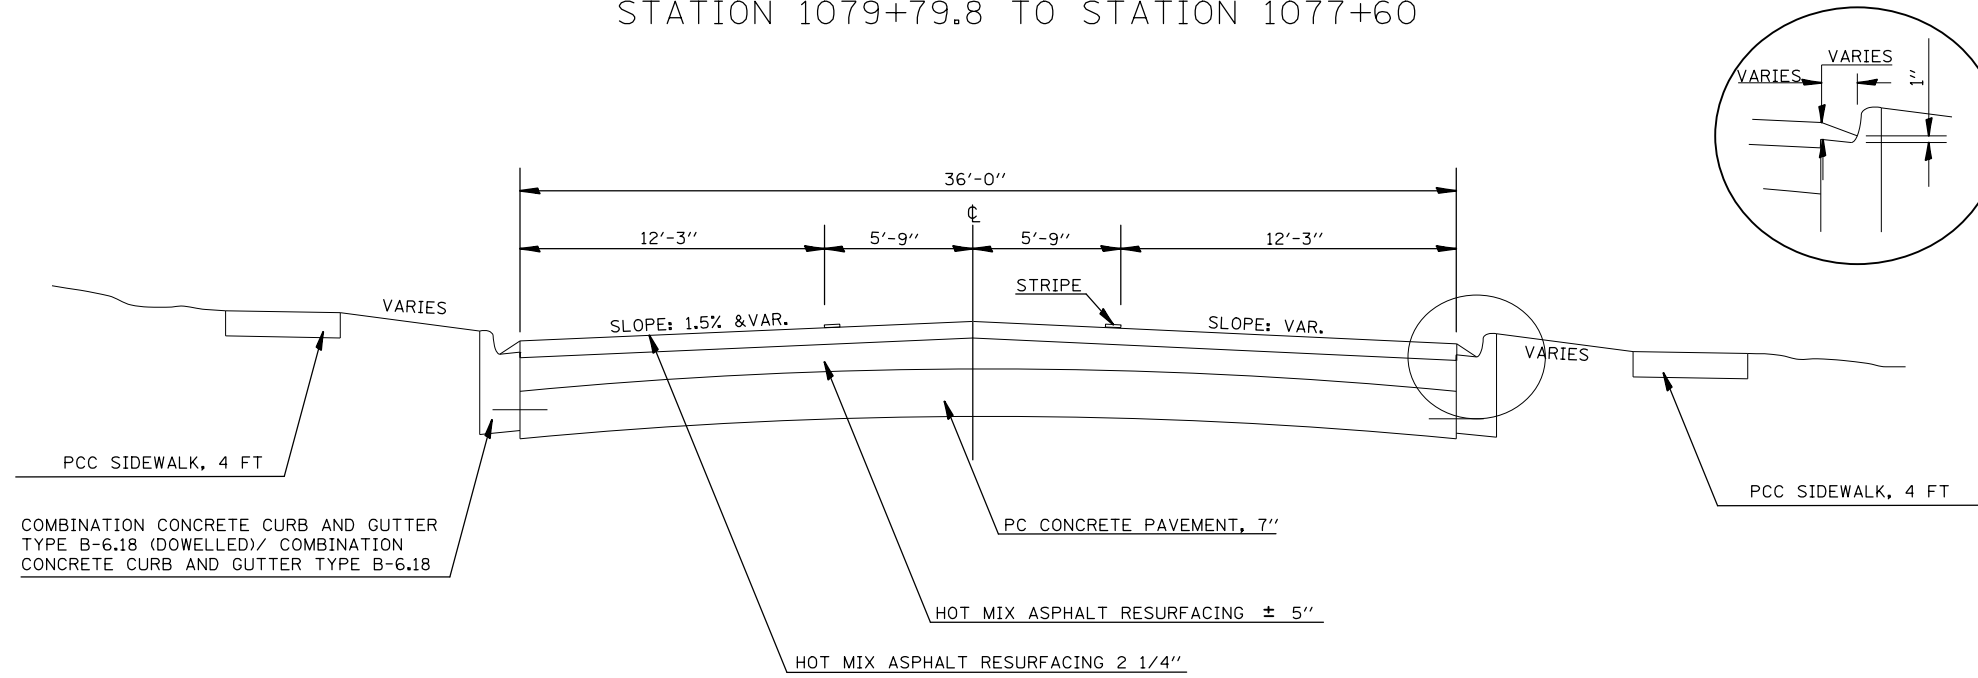 STATION 1079+79.8 TO STATION 1077+60
VARIES
VARIES
1''
36'-0''
℄
12'-3''
5'-9''
5'-9''
12'-3''
STRIPE
VARIES
SLOPE: 1.5% &VAR.
SLOPE: VAR.
VARIES
PCC SIDEWALK, 4 FT
PCC SIDEWALK, 4 FT
COMBINATION CONCRETE CURB AND GUTTER
TYPE B-6.18 (DOWELLED)/ COMBINATION
CONCRETE CURB AND GUTTER TYPE B-6.18
PC CONCRETE PAVEMENT, 7''
HOT MIX ASPHALT RESURFACING ± 5''
HOT MIX ASPHALT RESURFACING 2 1/4''